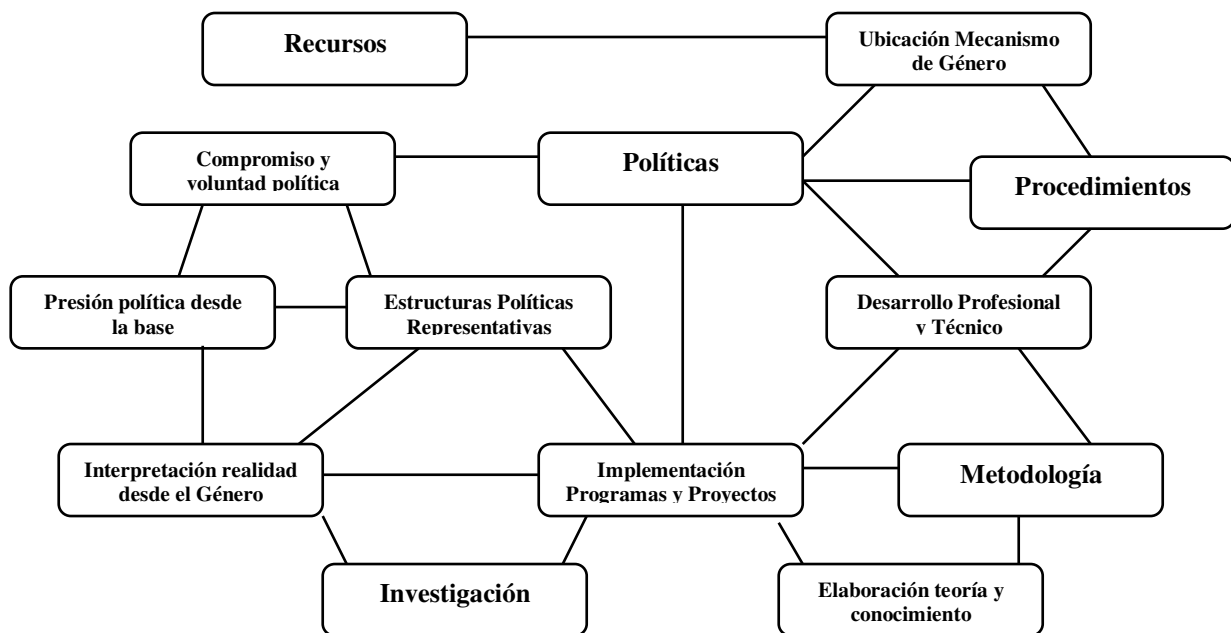 Recursos
Ubicación Mecanismo
de Género
Compromiso y
voluntad política
Políticas
Procedimientos
Presión política desde
la base
Estructuras Políticas
Representativas
Desarrollo Profesional
y Técnico
Interpretación realidad
desde el Género
Implementación
Programas y Proyectos
Metodología
Investigación
Elaboración teoría y
conocimiento